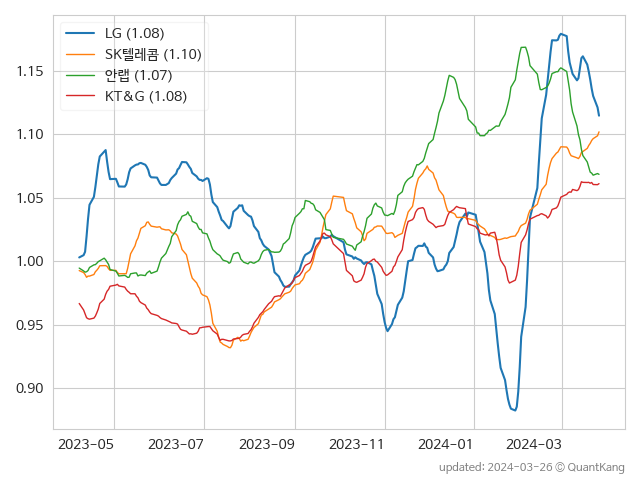 LG (1.08)
SK텔레콤 (1.10)
안랩 (1.07)
KT&G (1.08)
1.15
1.10
1.05
1.00
0.95
0.90
2023-05 2023-07 2023-09 2023-11 2024-01 2024-03
updated: 2024-03-26 © QuantKang